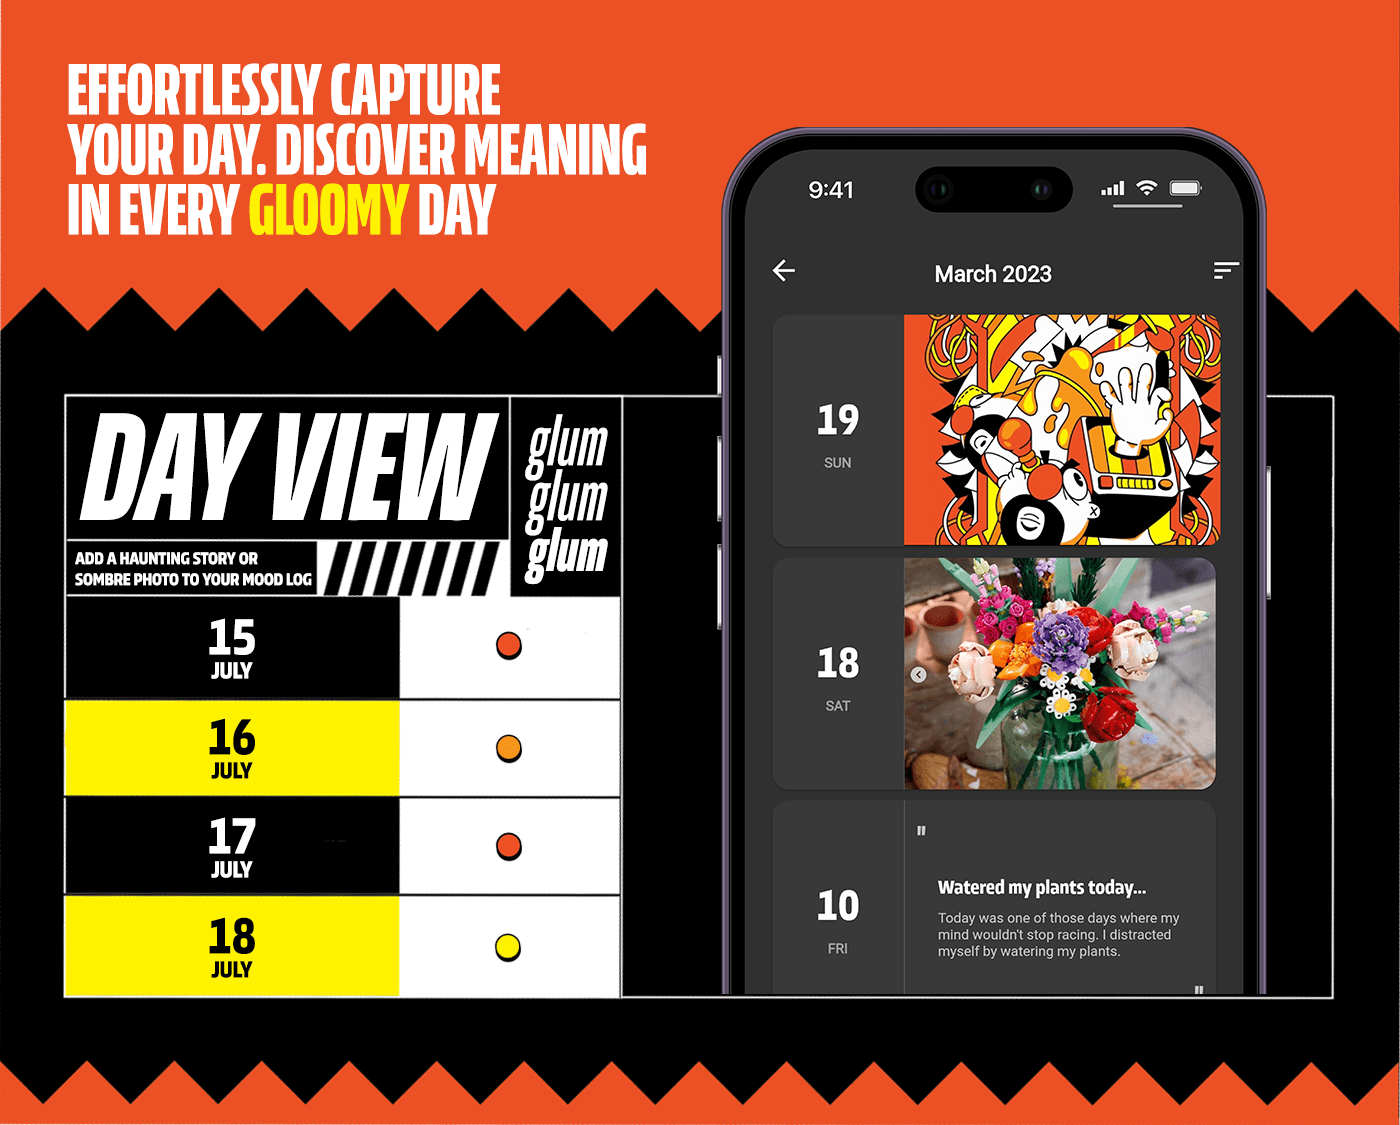 EFFORTLESSLY CAPTURE
YOUR DAY. DISCOVER MEANING
IN EVERY GLOOMY DAY
DAY VIEW
glum
glum
glum
ADD A HAUNTING STORY OR
SOMBRE PHOTO TO YOUR MOOD LOG
15
JULY
16
JULY
17
JULY
18
JULY
9:41
March 2023
19
SUN
18
SAT
10
FRI
"
Watered my plants today...
Today was one of those days where my
mind wouldn't stop racing. I distracted
myself by watering my plants.
"